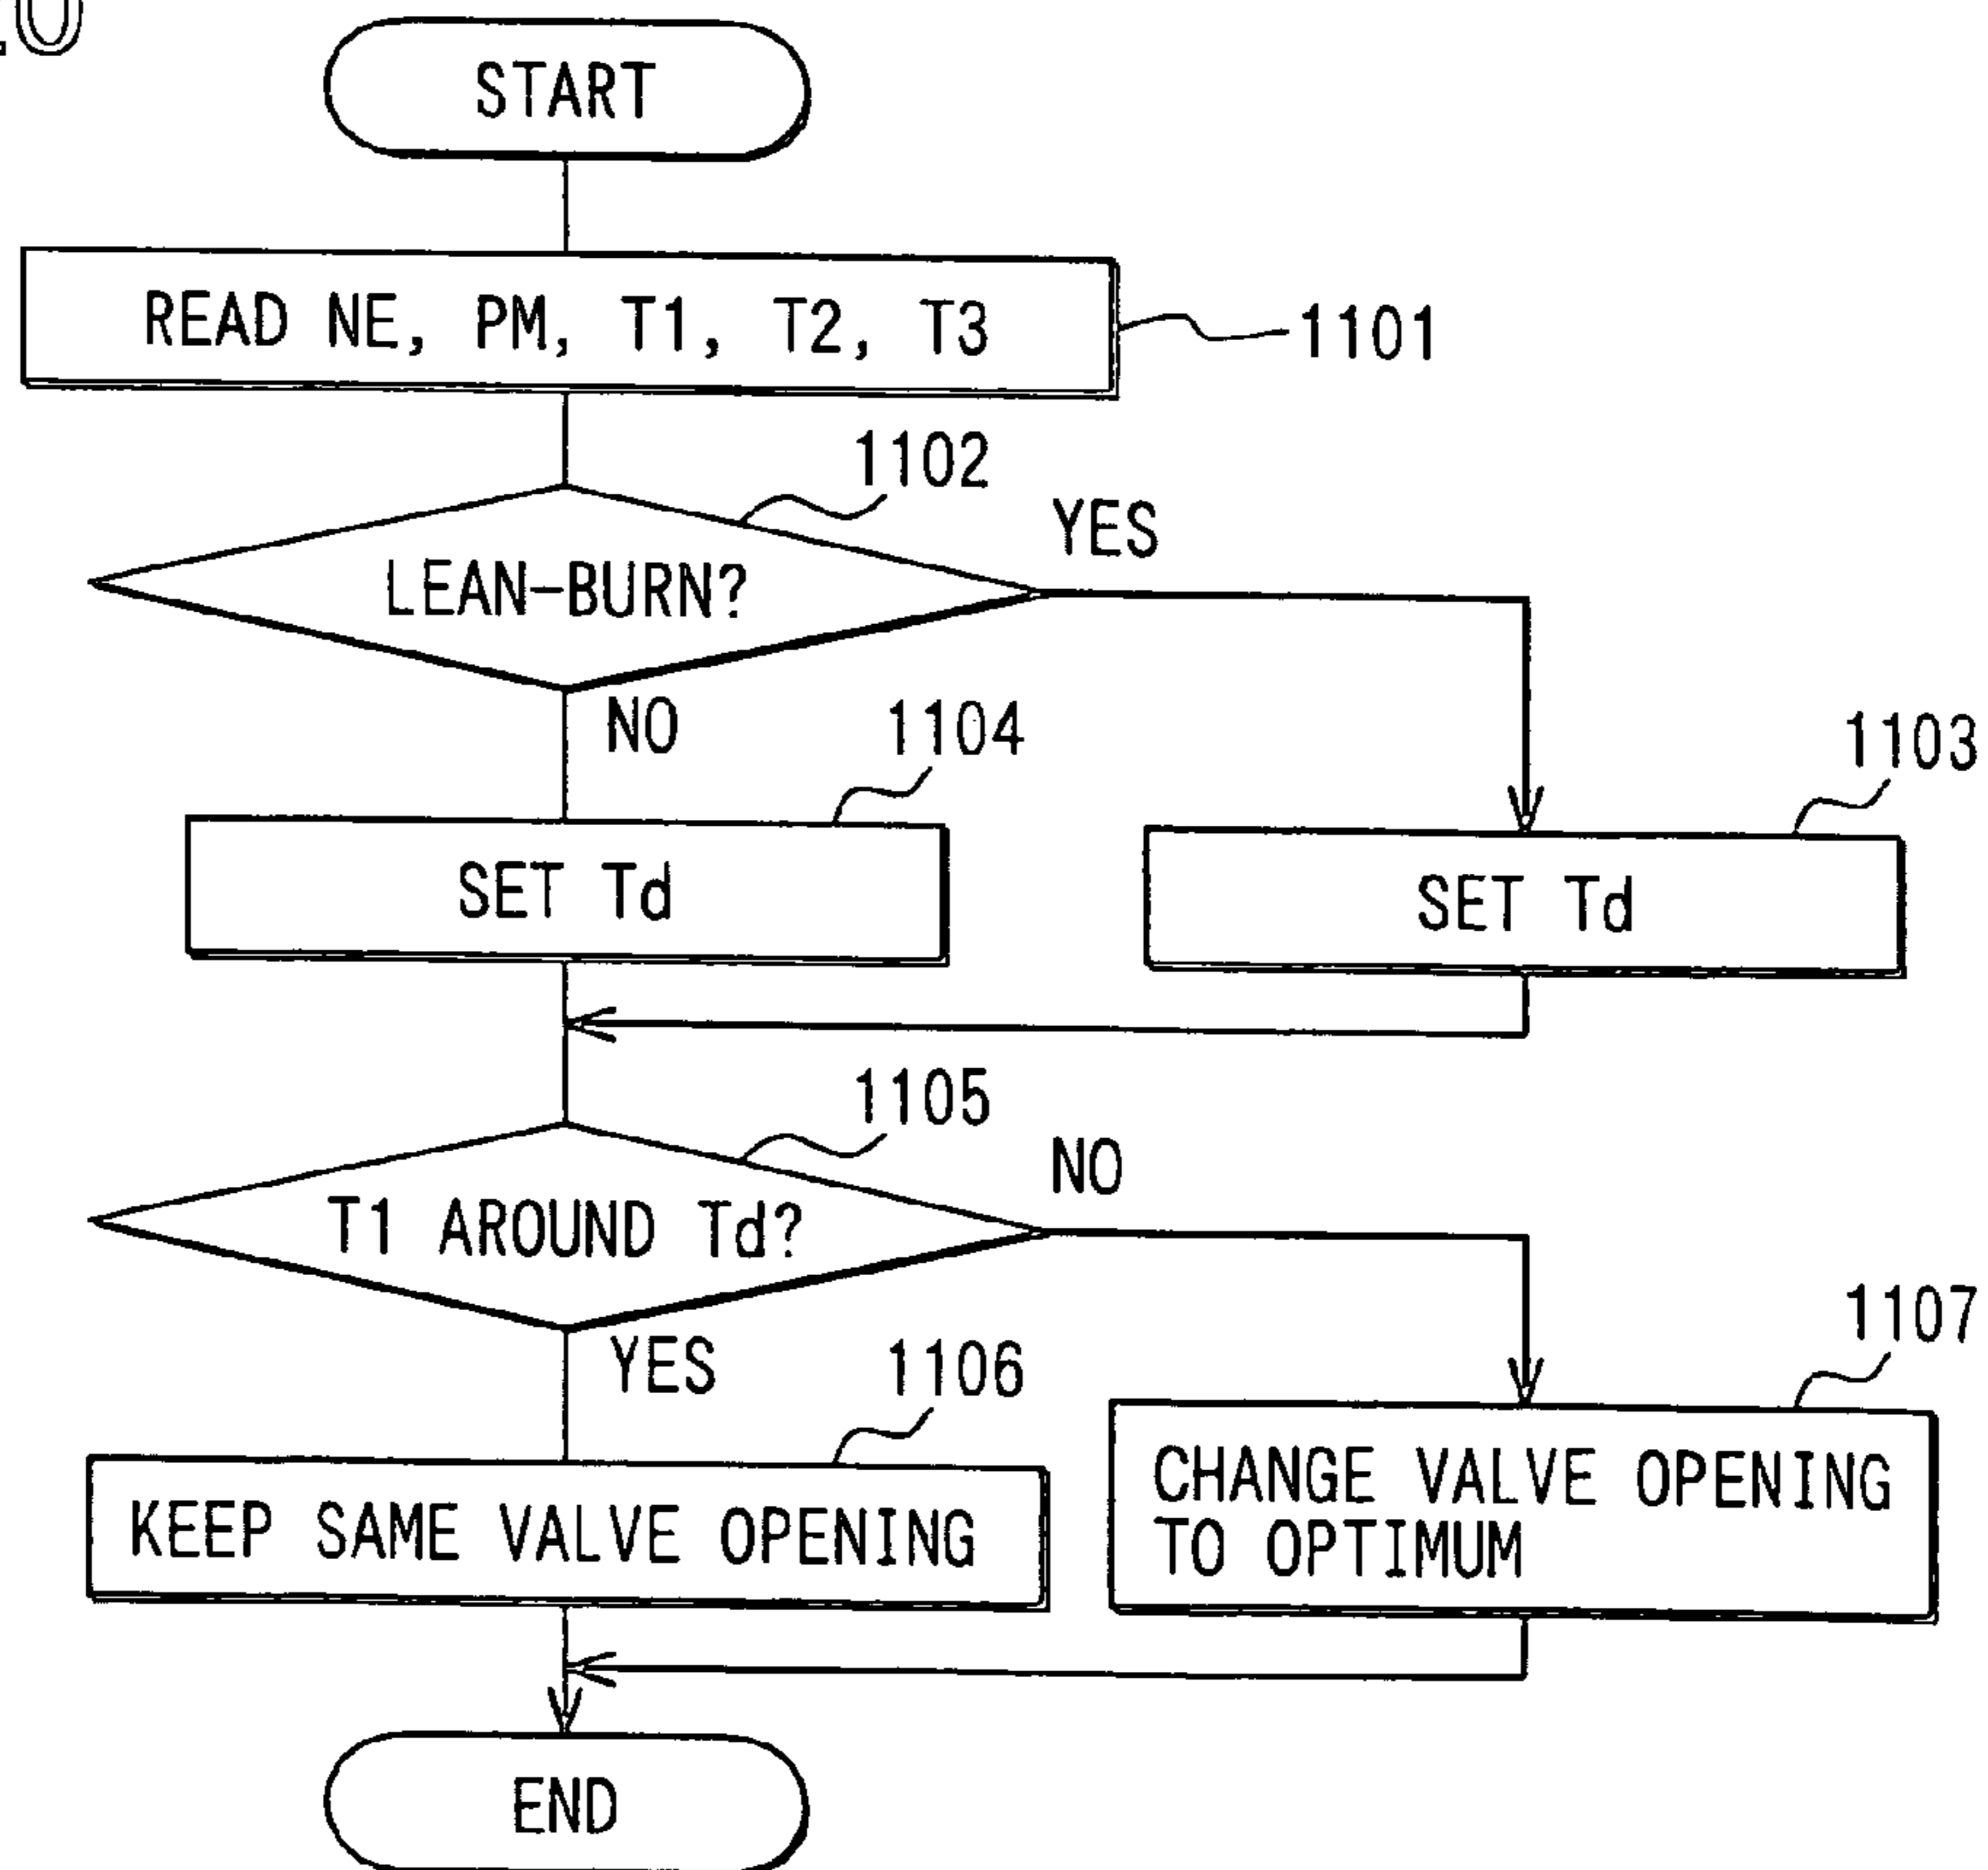 START
READ NE, PM, T1, T2, T3
1101
1102
LEAN-BURN?
YES
NO
1104
1103
SET Td
SET Td
1105
T1 AROUND Td?
NO
YES
1106
1107
KEEP SAME VALVE OPENING
CHANGE VALVE OPENING
TO OPTIMUM
END